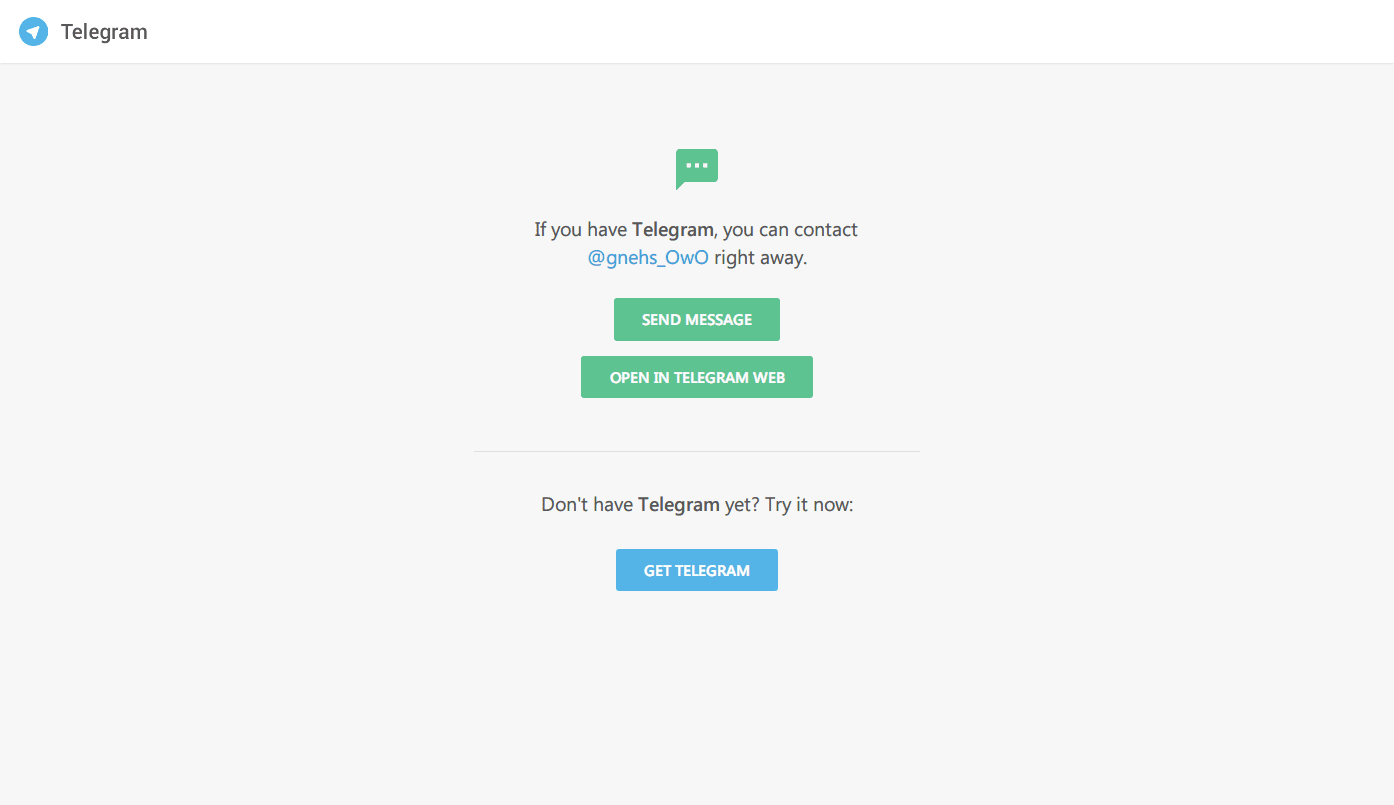 Telegram
If you have Telegram, you can contact
@gnehs_OwO right away.
SEND MESSAGE
OPEN IN TELEGRAM WEB
Don't have Telegram yet? Try it now:
GET TELEGRAM